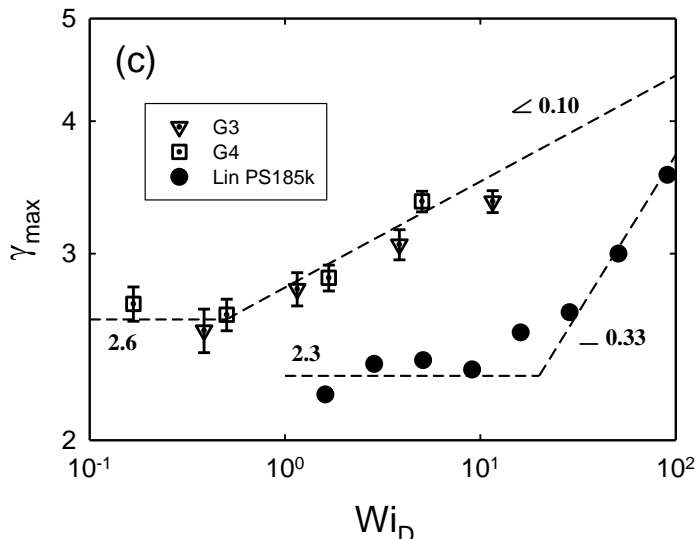 5
(c)
0.10
4
G3
G4
Lin PS185k
γmax
3
2.6
2.3
0.33
2
10⁻¹
10⁰
10¹
10²
WiD